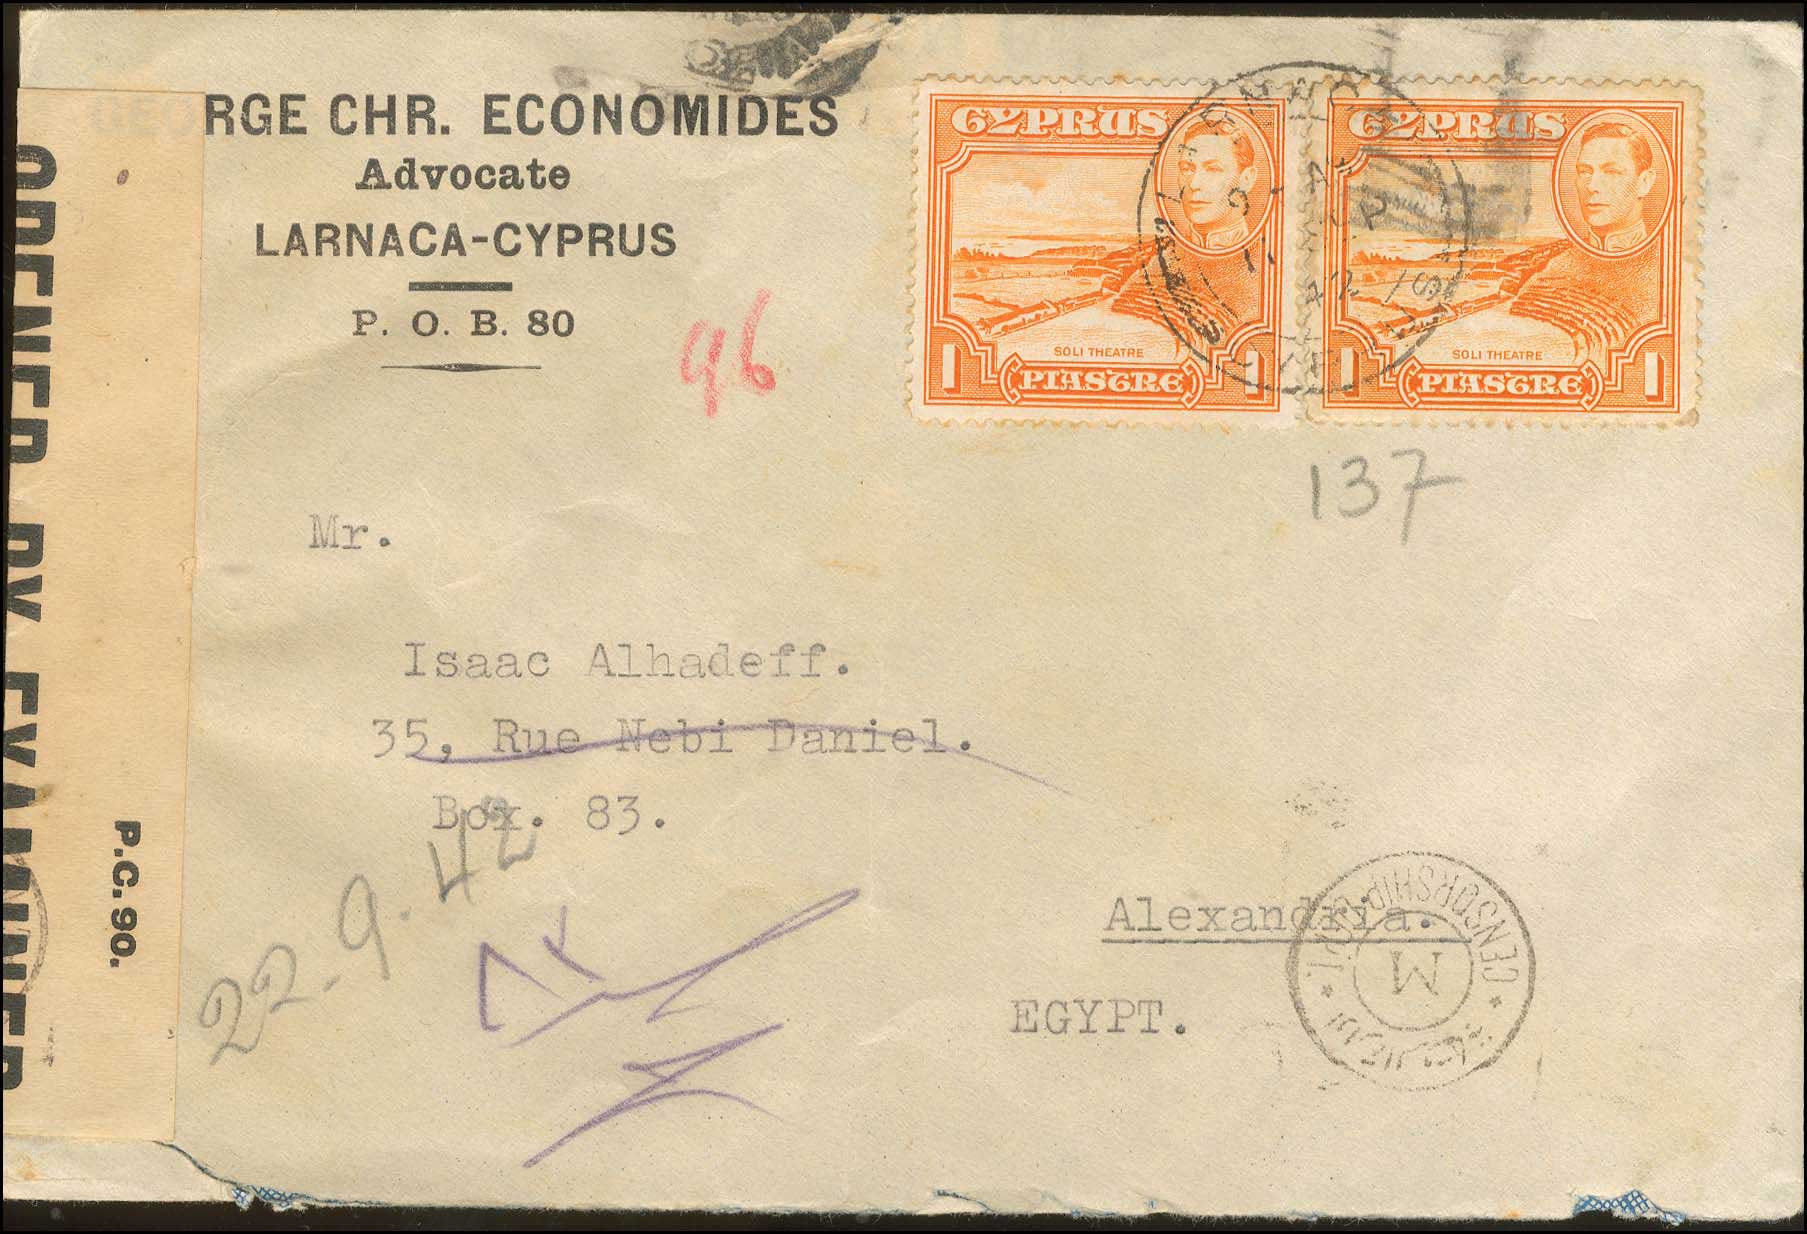 RGE CHR. ECONOMIDES
Advocate
LARNACA-CYPRUS
P. O. B. 80
96
CYPRUS
SOLI THEATRE
1 PIASTRE 1
CYPRUS
SOLI THEATRE
1 PIASTRE 1
137
OPENED BY EXAMINER
P.C. 90.
Mr.
Isaac Alhadeff.
35, Rue Nebi Daniel.
Box. 83.
22-9.42
Alexandria.
EGYPT.
CENSORSHIP
M